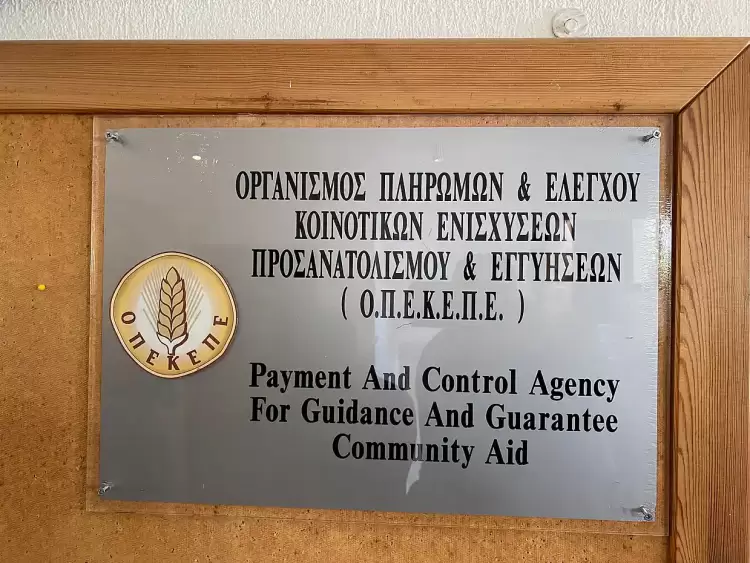 ΟΡΓΑΝΙΣΜΟΣ ΠΛΗΡΩΜΩΝ & ΕΛΕΓΧΟΥ
ΚΟΙΝΟΤΙΚΩΝ ΕΝΙΣΧΥΣΕΩΝ
ΠΡΟΣΑΝΑΤΟΛΙΣΜΟΥ & ΕΓΓΥΗΣΕΩΝ
( Ο.Π.Ε.Κ.Ε.Π.Ε. )
ΟΠΕΚΕΠΕ
Payment And Control Agency
For Guidance And Guarantee
Community Aid